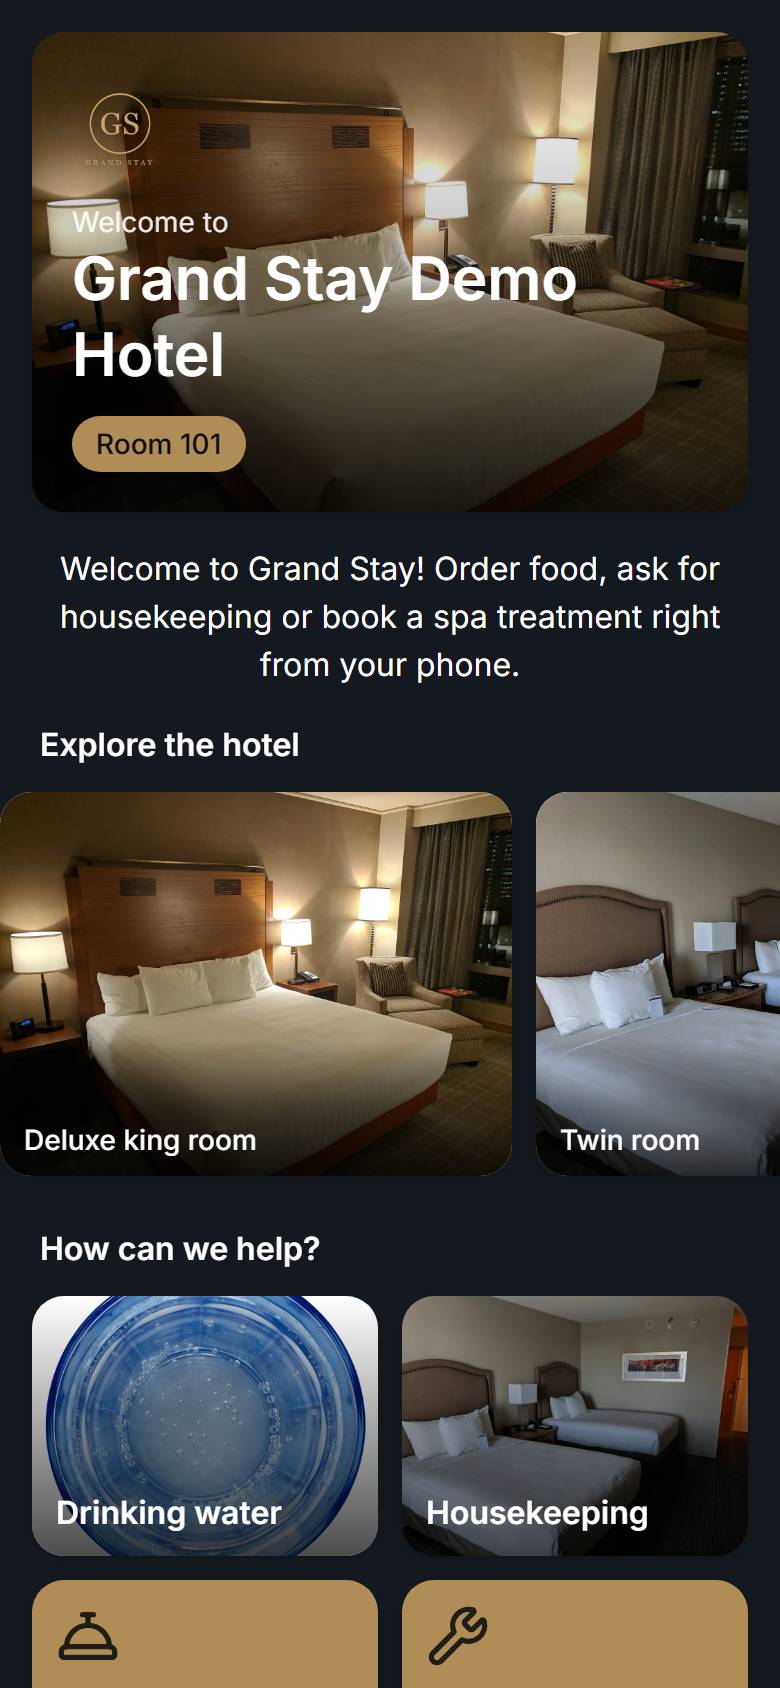 GS
GRAND STAY
Welcome to
Grand Stay Demo
Hotel
Room 101
Welcome to Grand Stay! Order food, ask for
housekeeping or book a spa treatment right
from your phone.
Explore the hotel
Deluxe king room
Twin room
How can we help?
Drinking water
Housekeeping